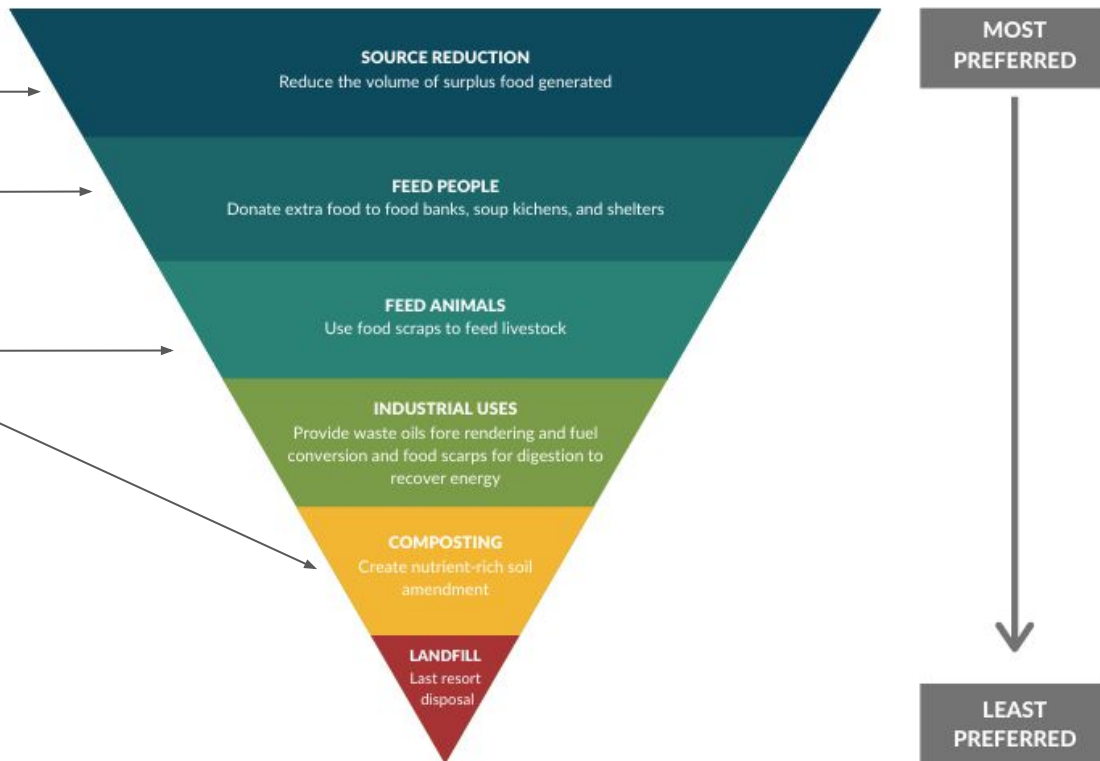 SOURCE REDUCTION
Reduce the volume of surplus food generated
FEED PEOPLE
Donate extra food to food banks, soup kichens, and shelters
FEED ANIMALS
Use food scraps to feed livestock
INDUSTRIAL USES
Provide waste oils fore rendering and fuel
conversion and food scarps for digestion to
recover energy
COMPOSTING
Create nutrient-rich soil
amendment
LANDFILL
Last resort
disposal
MOST
PREFERRED
LEAST
PREFERRED